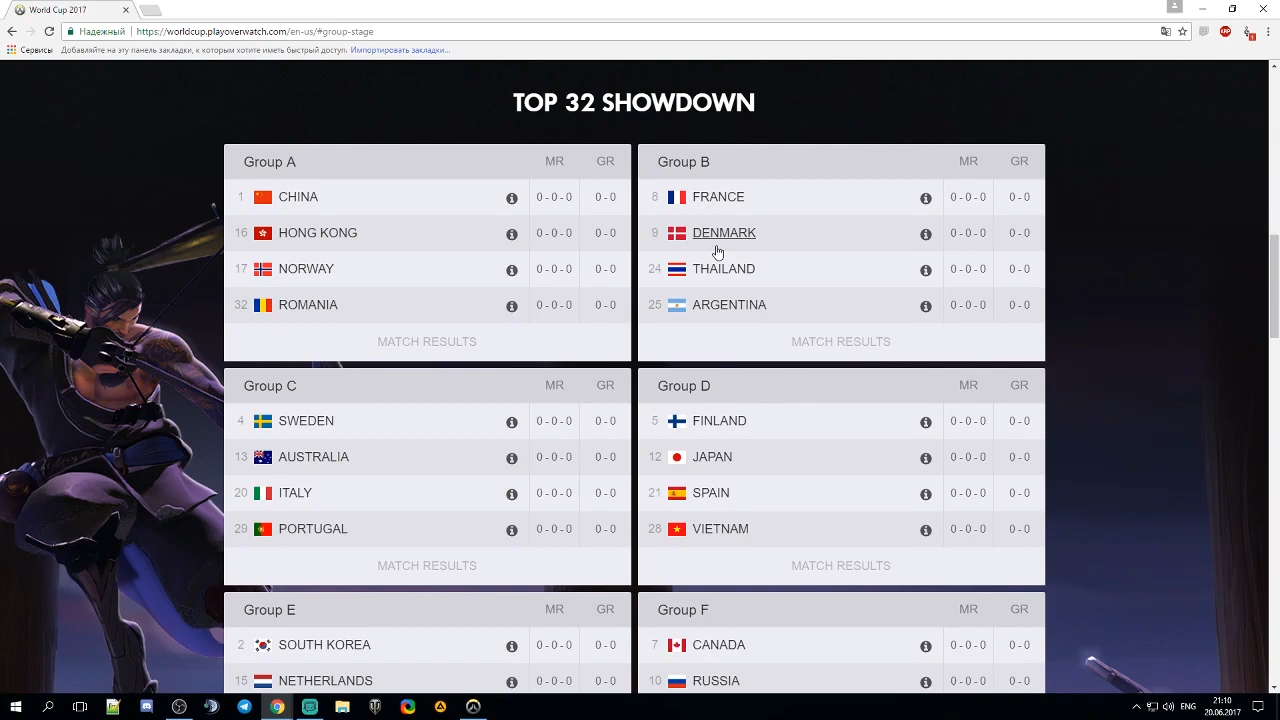 World Cup 2017
Надежный https://worldcup.playoverwatch.com/en-us/#group-stage
Сервисы Добавляйте на эту панель закладки, к которым хотите иметь быстрый доступ. Импортировать закладки...
TOP 32 SHOWDOWN
Group A MR GR
1 CHINA 0-0-0 0-0
16 HONG KONG 0-0-0 0-0
17 NORWAY 0-0-0 0-0
32 ROMANIA 0-0-0 0-0
MATCH RESULTS
Group B MR GR
8 FRANCE 0-0-0 0-0
9 DENMARK 0-0-0 0-0
24 THAILAND 0-0-0 0-0
25 ARGENTINA 0-0-0 0-0
MATCH RESULTS
Group C MR GR
4 SWEDEN 0-0-0 0-0
13 AUSTRALIA 0-0-0 0-0
20 ITALY 0-0-0 0-0
29 PORTUGAL 0-0-0 0-0
MATCH RESULTS
Group D MR GR
5 FINLAND 0-0-0 0-0
12 JAPAN 0-0-0 0-0
21 SPAIN 0-0-0 0-0
28 VIETNAM 0-0-0 0-0
MATCH RESULTS
Group E MR GR
2 SOUTH KOREA 0-0-0 0-0
15 NETHERLANDS 0-0-0 0-0
Group F MR GR
7 CANADA 0-0-0 0-0
10 RUSSIA 0-0-0 0-0
ENG
21:10
20.06.2017